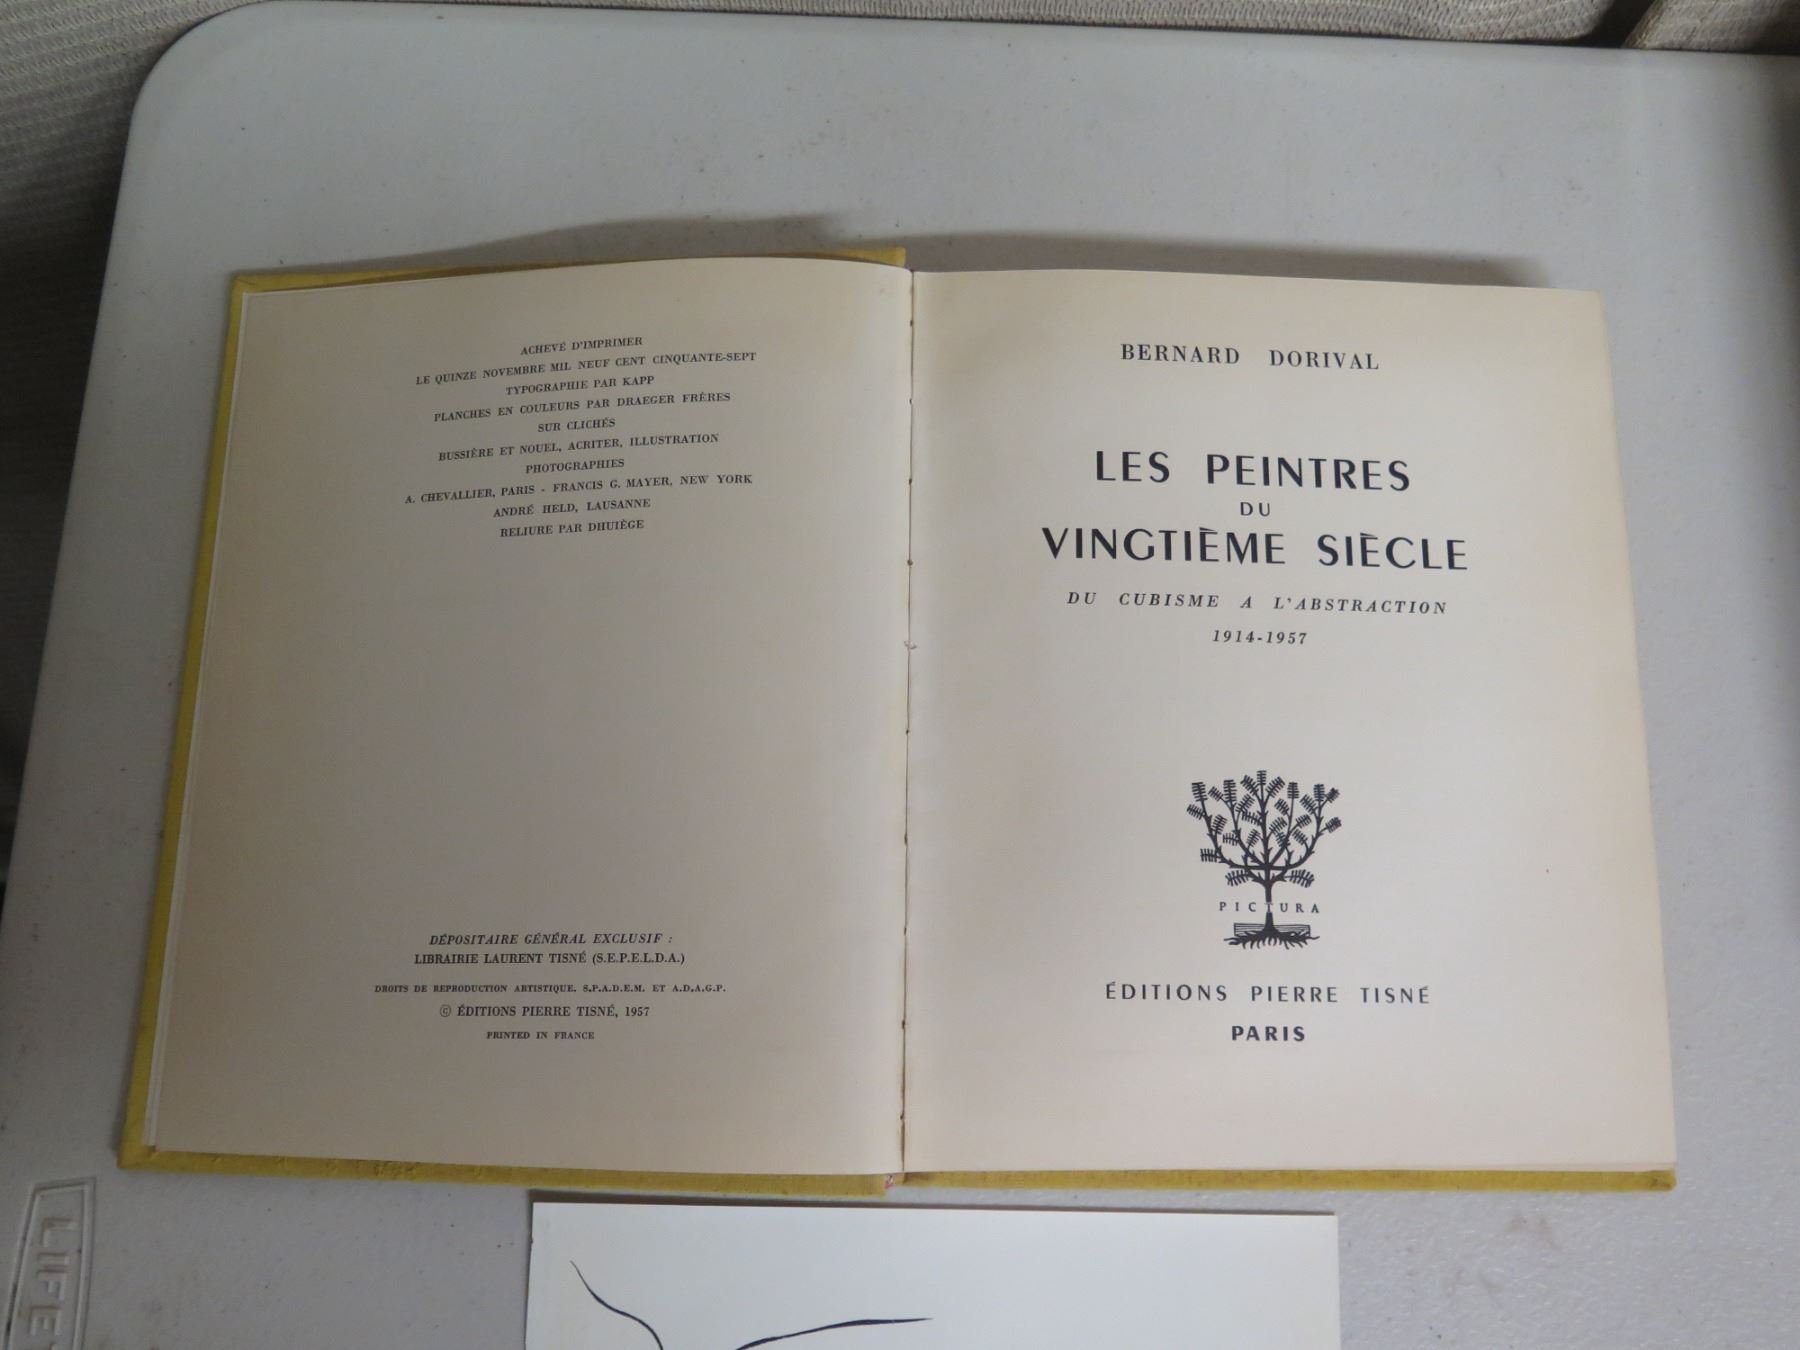 ACHEVÉ D'IMPRIMER
LE QUINZE NOVEMBRE MIL NEUF CENT CINQUANTE-SEPT
TYPOGRAPHIE PAR KAPP
PLANCHES EN COULEURS PAR DRAEGER FRÈRES
SUR CLICHÉS
BUSSIÈRE ET NOUEL, ACRITER, ILLUSTRATION
PHOTOGRAPHIES
A. CHEVALLIER, PARIS - FRANCIS G. MAYER, NEW YORK
ANDRÉ HELD, LAUSANNE
RELIURE PAR DHUIÈGE
DÉPOSITAIRE GÉNÉRAL EXCLUSIF :
LIBRAIRIE LAURENT TISNÉ (S.E.P.E.L.D.A.)
DROITS DE REPRODUCTION ARTISTIQUE. S.P.A.D.E.M. ET A.D.A.G.P.
© ÉDITIONS PIERRE TISNÉ, 1957
PRINTED IN FRANCE
BERNARD DORIVAL
LES PEINTRES
DU
VINGTIÈME SIÈCLE
DU CUBISME A L'ABSTRACTION
1914-1957
PICTURA
ÉDITIONS PIERRE TISNÉ
PARIS
LIFE